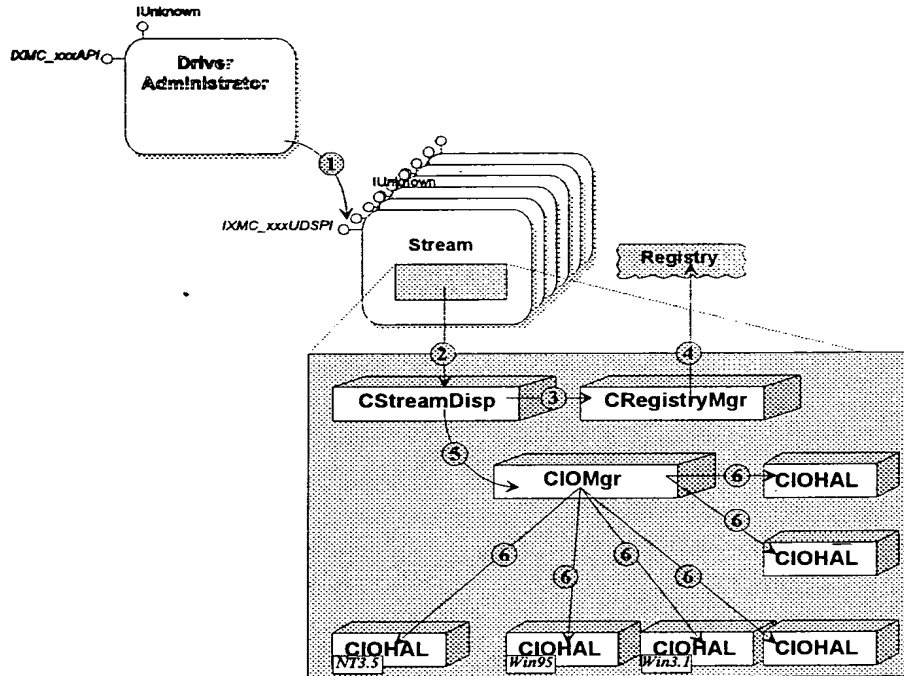 IUnknown
IXMC_xxxAPI
Driver
Administrator
1
IUnknown
IXMC_xxxUDSPI
Stream
Registry
2
4
CStreamDisp
3
CRegistryMgr
5
CIOMgr
6
CIOHAL
6
CIOHAL
6
6
6
6
CIOHAL
NT3.5
CIOHAL
Win95
CIOHAL
Win3.1
CIOHAL